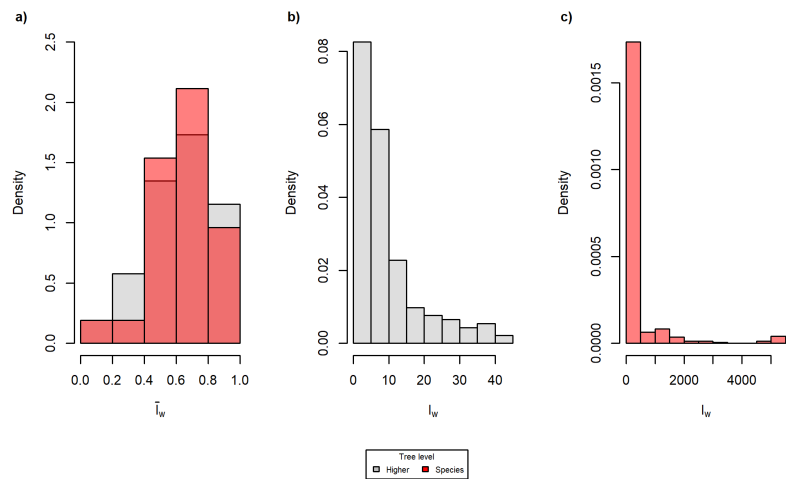 a)
b)
c)
Density
0.0
0.5
1.0
1.5
2.0
2.5
0.0 0.2 0.4 0.6 0.8 1.0
Īw
Density
0.00
0.02
0.04
0.06
0.08
0 10 20 30 40
Iw
Density
0.0000
0.0005
0.0010
0.0015
0 2000 4000
Iw
Tree level
Higher Species